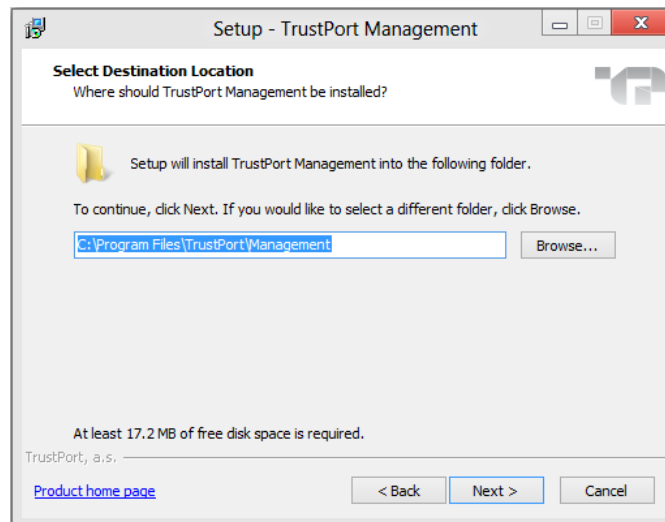 Setup - TrustPort Management
Select Destination Location
Where should TrustPort Management be installed?
Setup will install TrustPort Management into the following folder.
To continue, click Next. If you would like to select a different folder, click Browse.
C:\Program Files\TrustPort\Management
Browse...
At least 17.2 MB of free disk space is required.
TrustPort, a.s.
Product home page
< Back
Next >
Cancel